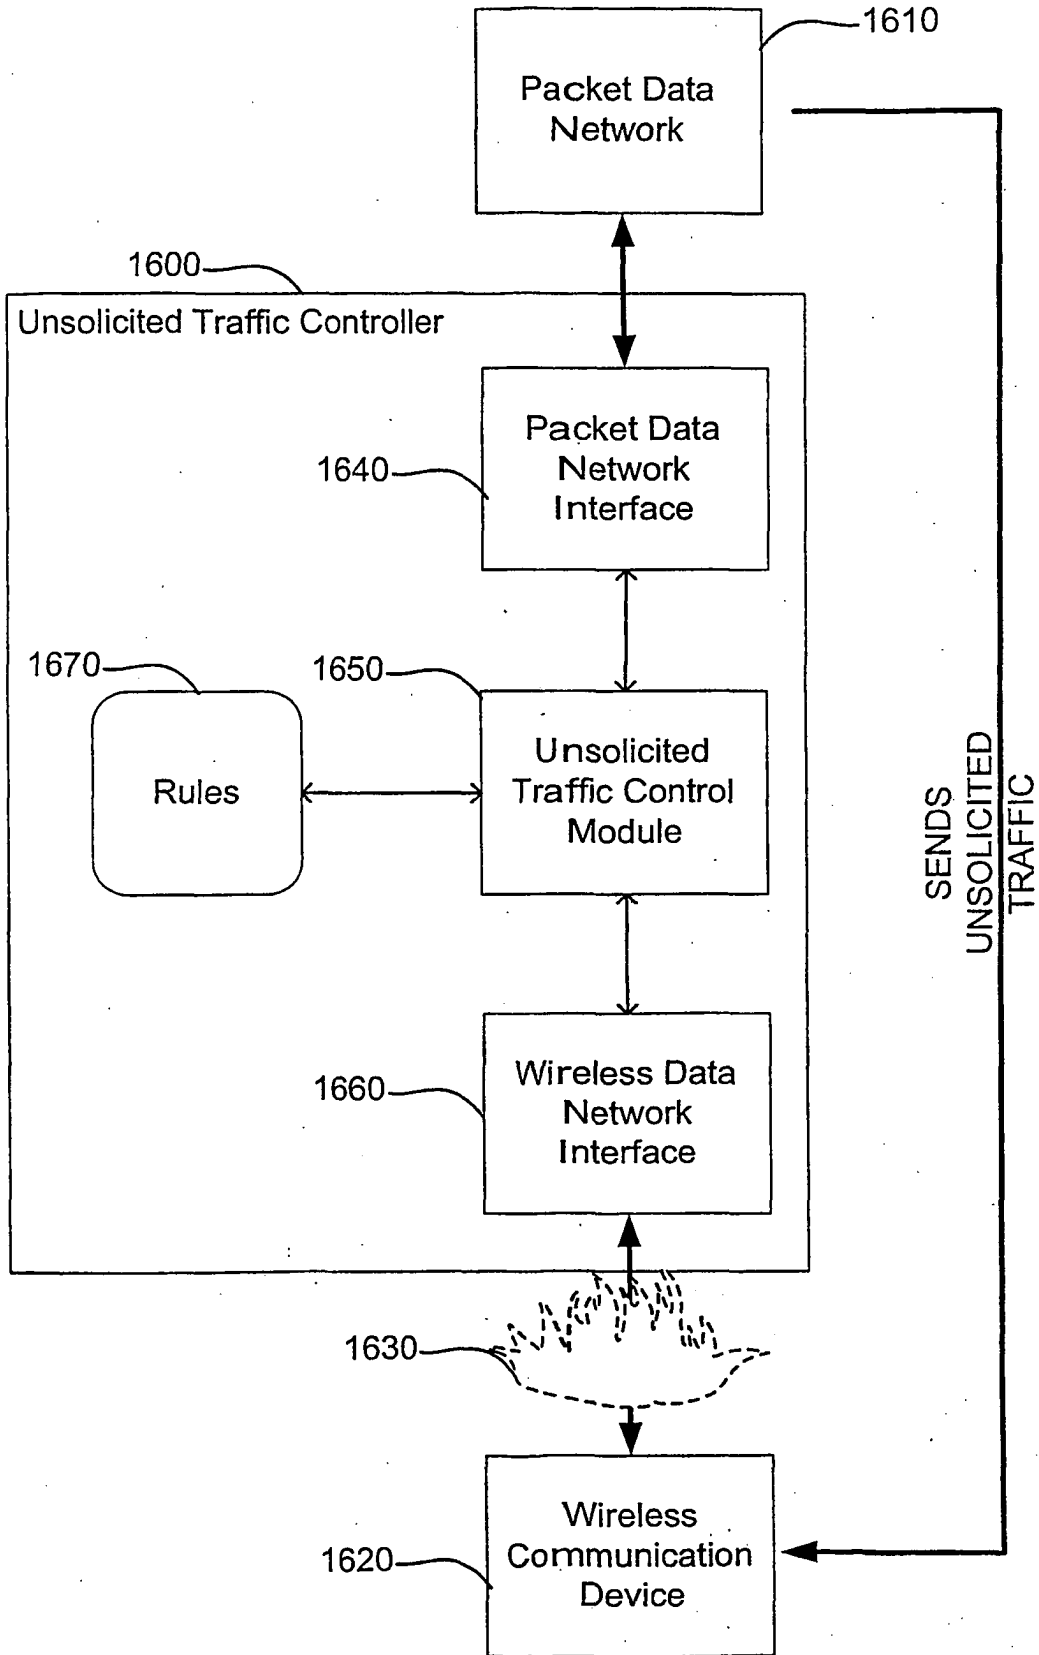 1610
Packet Data
Network
1600
Unsolicited Traffic Controller
Packet Data
Network
Interface
1640
1670
1650
Rules
Unsolicited
Traffic Control
Module
SENDS
UNSOLICITED
TRAFFIC
Wireless Data
Network
Interface
1660
1630
Wireless
Communication
Device
1620